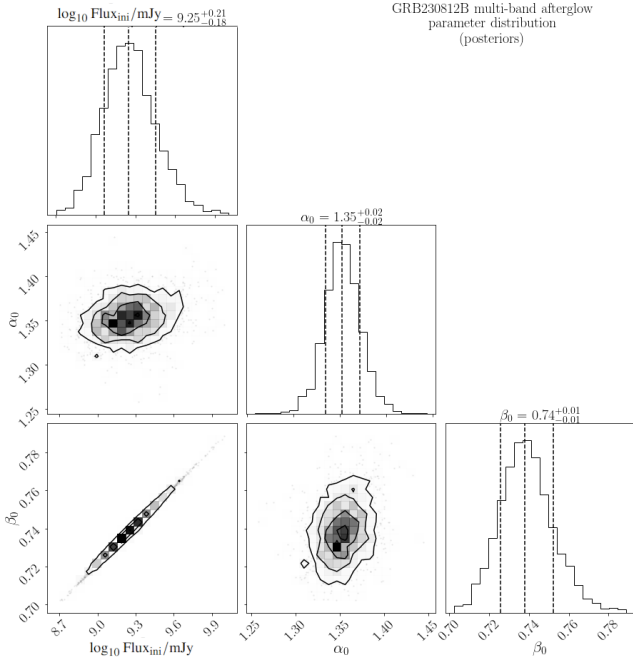 log₁₀ Flux_ini/mJy = 9.25^{+0.21}_{-0.18}
GRB230812B multi-band afterglow
parameter distribution
(posteriors)
α₀ = 1.35^{+0.02}_{-0.02}
1.45
1.40
1.35
1.30
1.25
α₀
β₀ = 0.74^{+0.01}_{-0.01}
0.78
0.76
0.74
0.72
0.70
β₀
8.7 9.0 9.3 9.6 9.9
log₁₀ Flux_ini/mJy
1.25 1.30 1.35 1.40 1.45
α₀
0.70 0.72 0.74 0.76 0.78
β₀